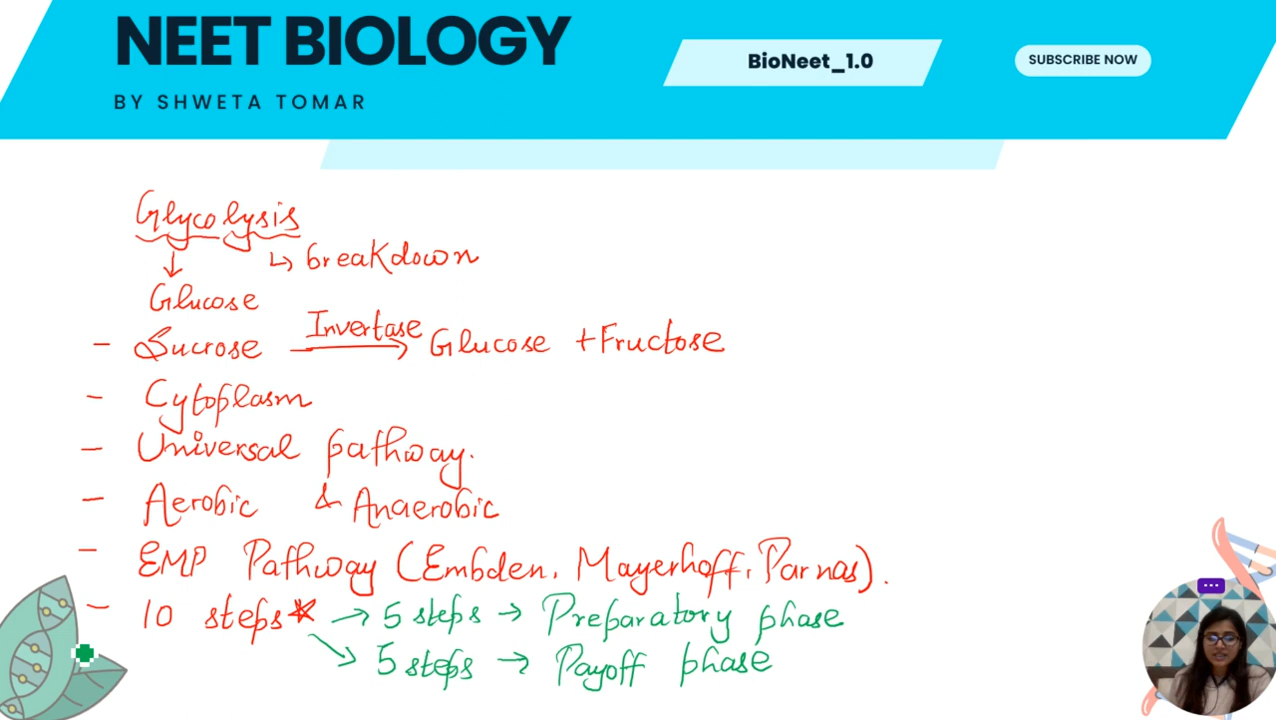 NEET BIOLOGY
BioNeet_1.0
SUBSCRIBE NOW
BY SHWETA TOMAR
Glycolysis
↓ ↳ breakdown
Glucose
- Sucrose Invertase→ Glucose + Fructose
- Cytoplasm
- Universal pathway.
- Aerobic & Anaerobic
- EMP Pathway (Embden, Mayerhoff, Parnas).
- 10 steps* → 5 steps → Preparatory phase
↘ 5 steps → Payoff phase